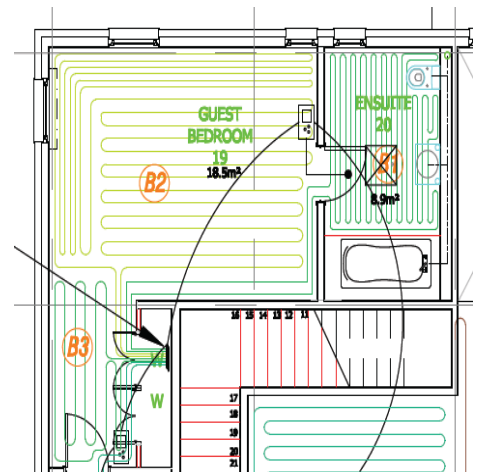 GUEST
BEDROOM
19
18.5m²
ENSUITE
20
B1
8.9m²
B2
B3
W
16 15 14 13 12 11
17
18
19
20
21